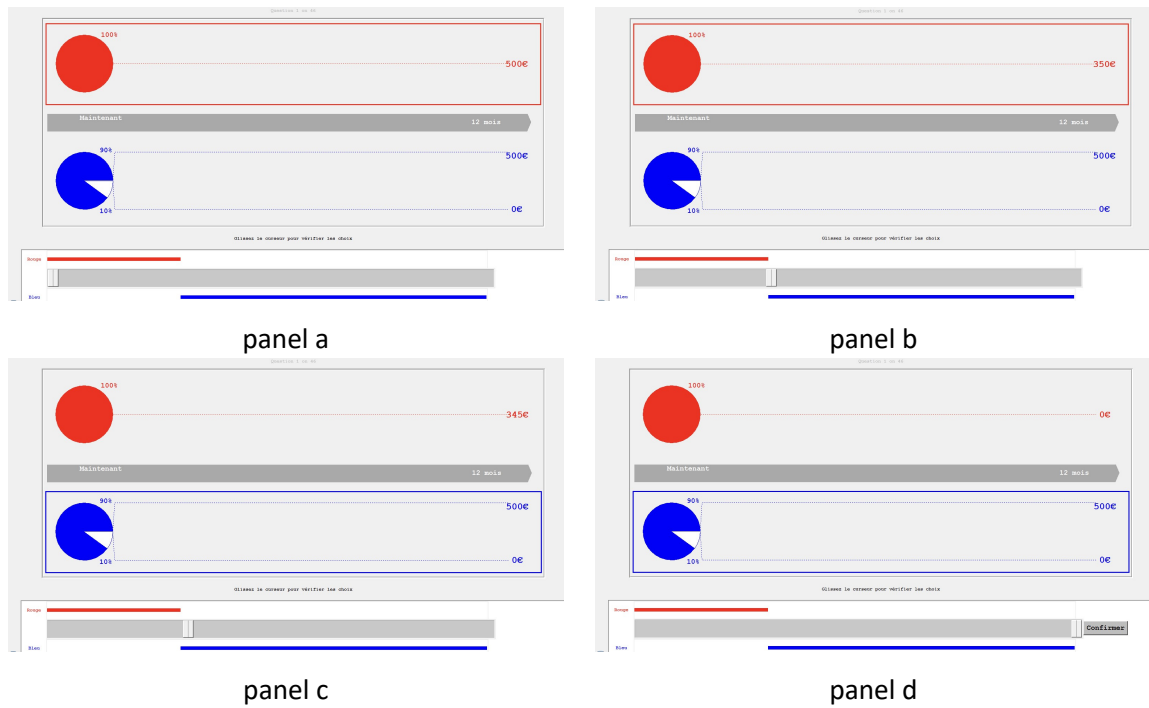 100%
500€
Maintenant
12 mois
90%
500€
10%
0€
Glissez le curseur pour vérifier les choix
Rouge
Bleu
panel a
100%
350€
Maintenant
12 mois
90%
500€
10%
0€
Glissez le curseur pour vérifier les choix
Rouge
Bleu
panel b
100%
345€
Maintenant
12 mois
90%
500€
10%
0€
Glissez le curseur pour vérifier les choix
Rouge
Bleu
panel c
100%
0€
Maintenant
12 mois
90%
500€
10%
0€
Glissez le curseur pour vérifier les choix
Rouge
Confirmer
Bleu
panel d